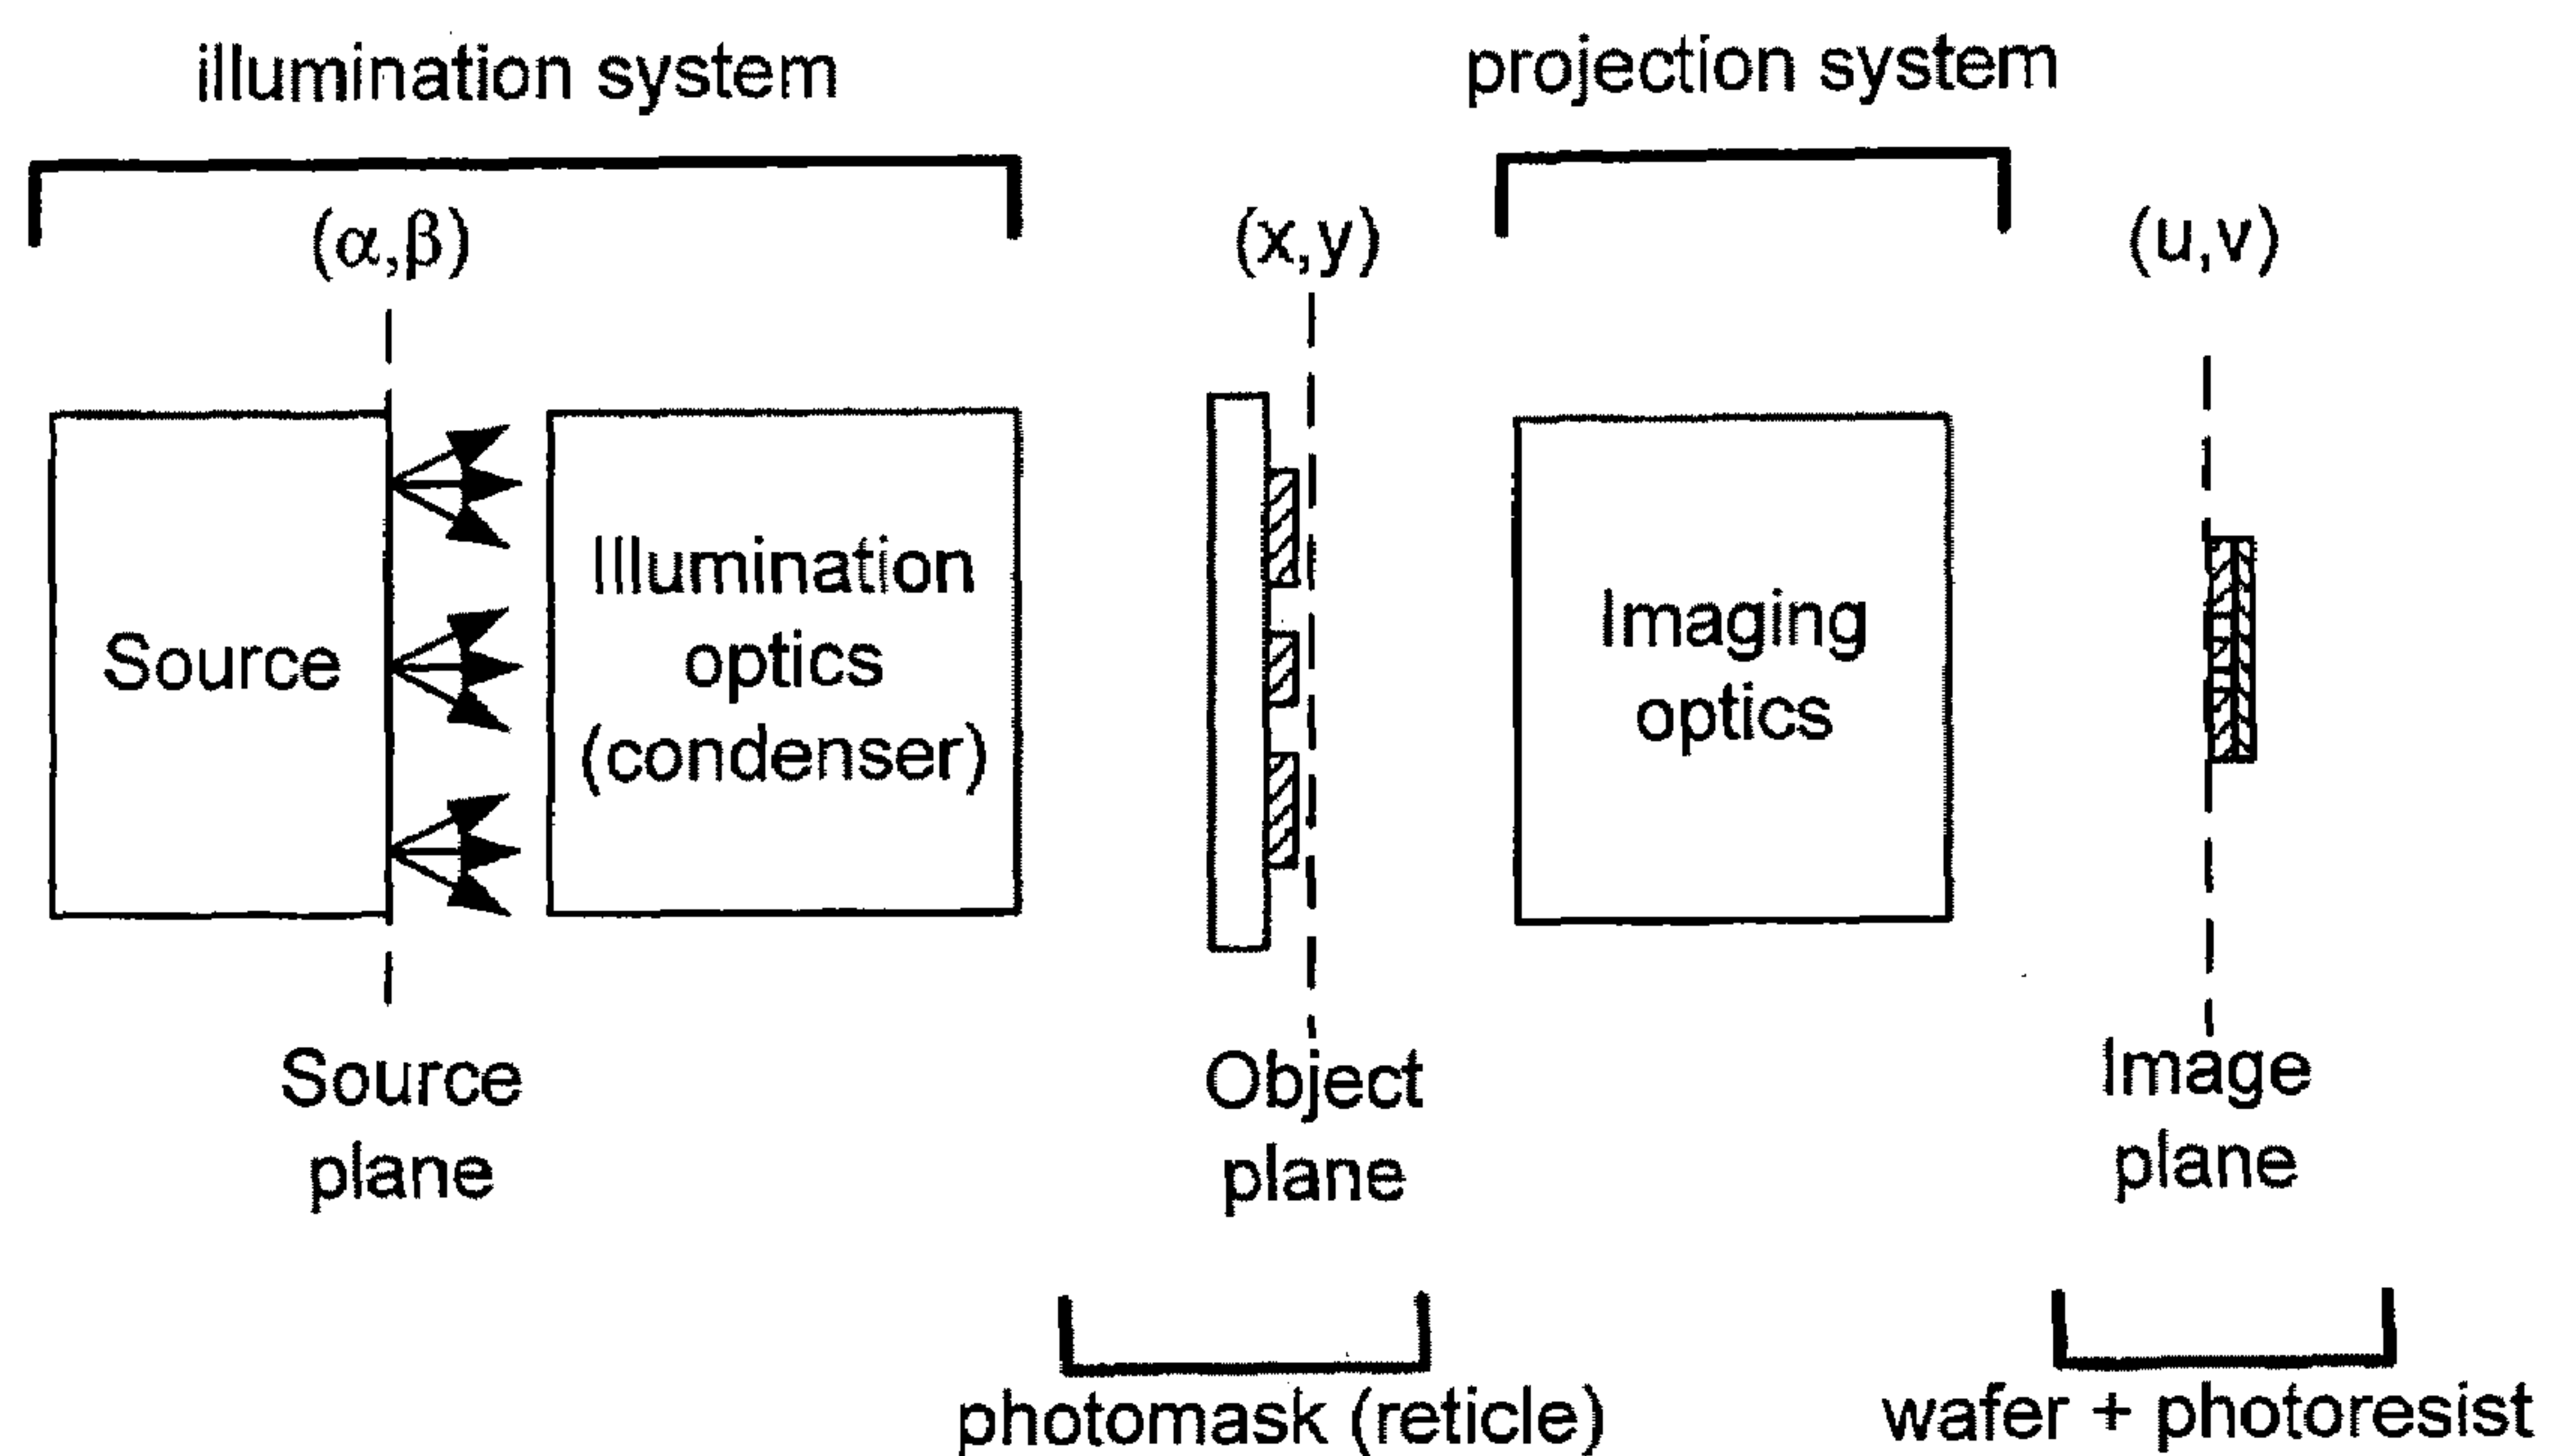 illumination system
projection system
(α,β)
(x,y)
(u,v)
Source
Illumination
optics
(condenser)
Imaging
optics
Source
plane
Object
plane
Image
plane
photomask (reticle)
wafer + photoresist